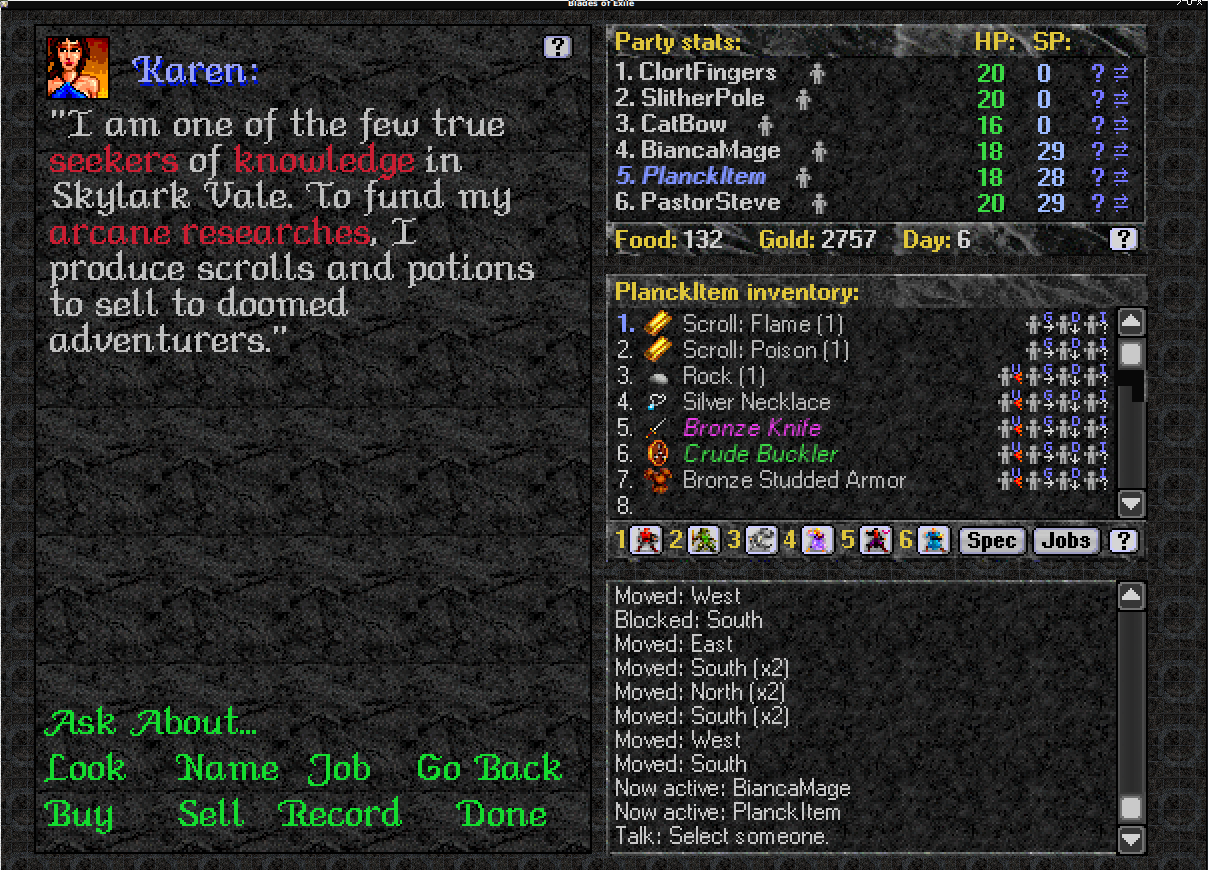 Blades of Exile
Karen:
?
"I am one of the few true
seekers of knowledge in
Skylark Vale. To fund my
arcane researches, I
produce scrolls and potions
to sell to doomed
adventurers."
Ask About...
Look Name Job Go Back
Buy Sell Record Done
Party stats: HP: SP:
1. ClortFingers 20 0 ?
2. SlitherPole 20 0 ?
3. CatBow 16 0 ?
4. BiancaMage 18 29 ?
5. PlanckItem 18 28 ?
6. PastorSteve 20 29 ?
Food: 132 Gold: 2757 Day: 6 ?
PlanckItem inventory:
1. Scroll: Flame (1) G D I
2. Scroll: Poison (1) G D I
3. Rock (1) U G D I
4. Silver Necklace U G D I
5. Bronze Knife U G D I
6. Crude Buckler U G D I
7. Bronze Studded Armor U G D I
8.
1 2 3 4 5 6 Spec Jobs ?
Moved: West
Blocked: South
Moved: East
Moved: South (x2)
Moved: North (x2)
Moved: South (x2)
Moved: West
Moved: South
Now active: BiancaMage
Now active: PlanckItem
Talk: Select someone.